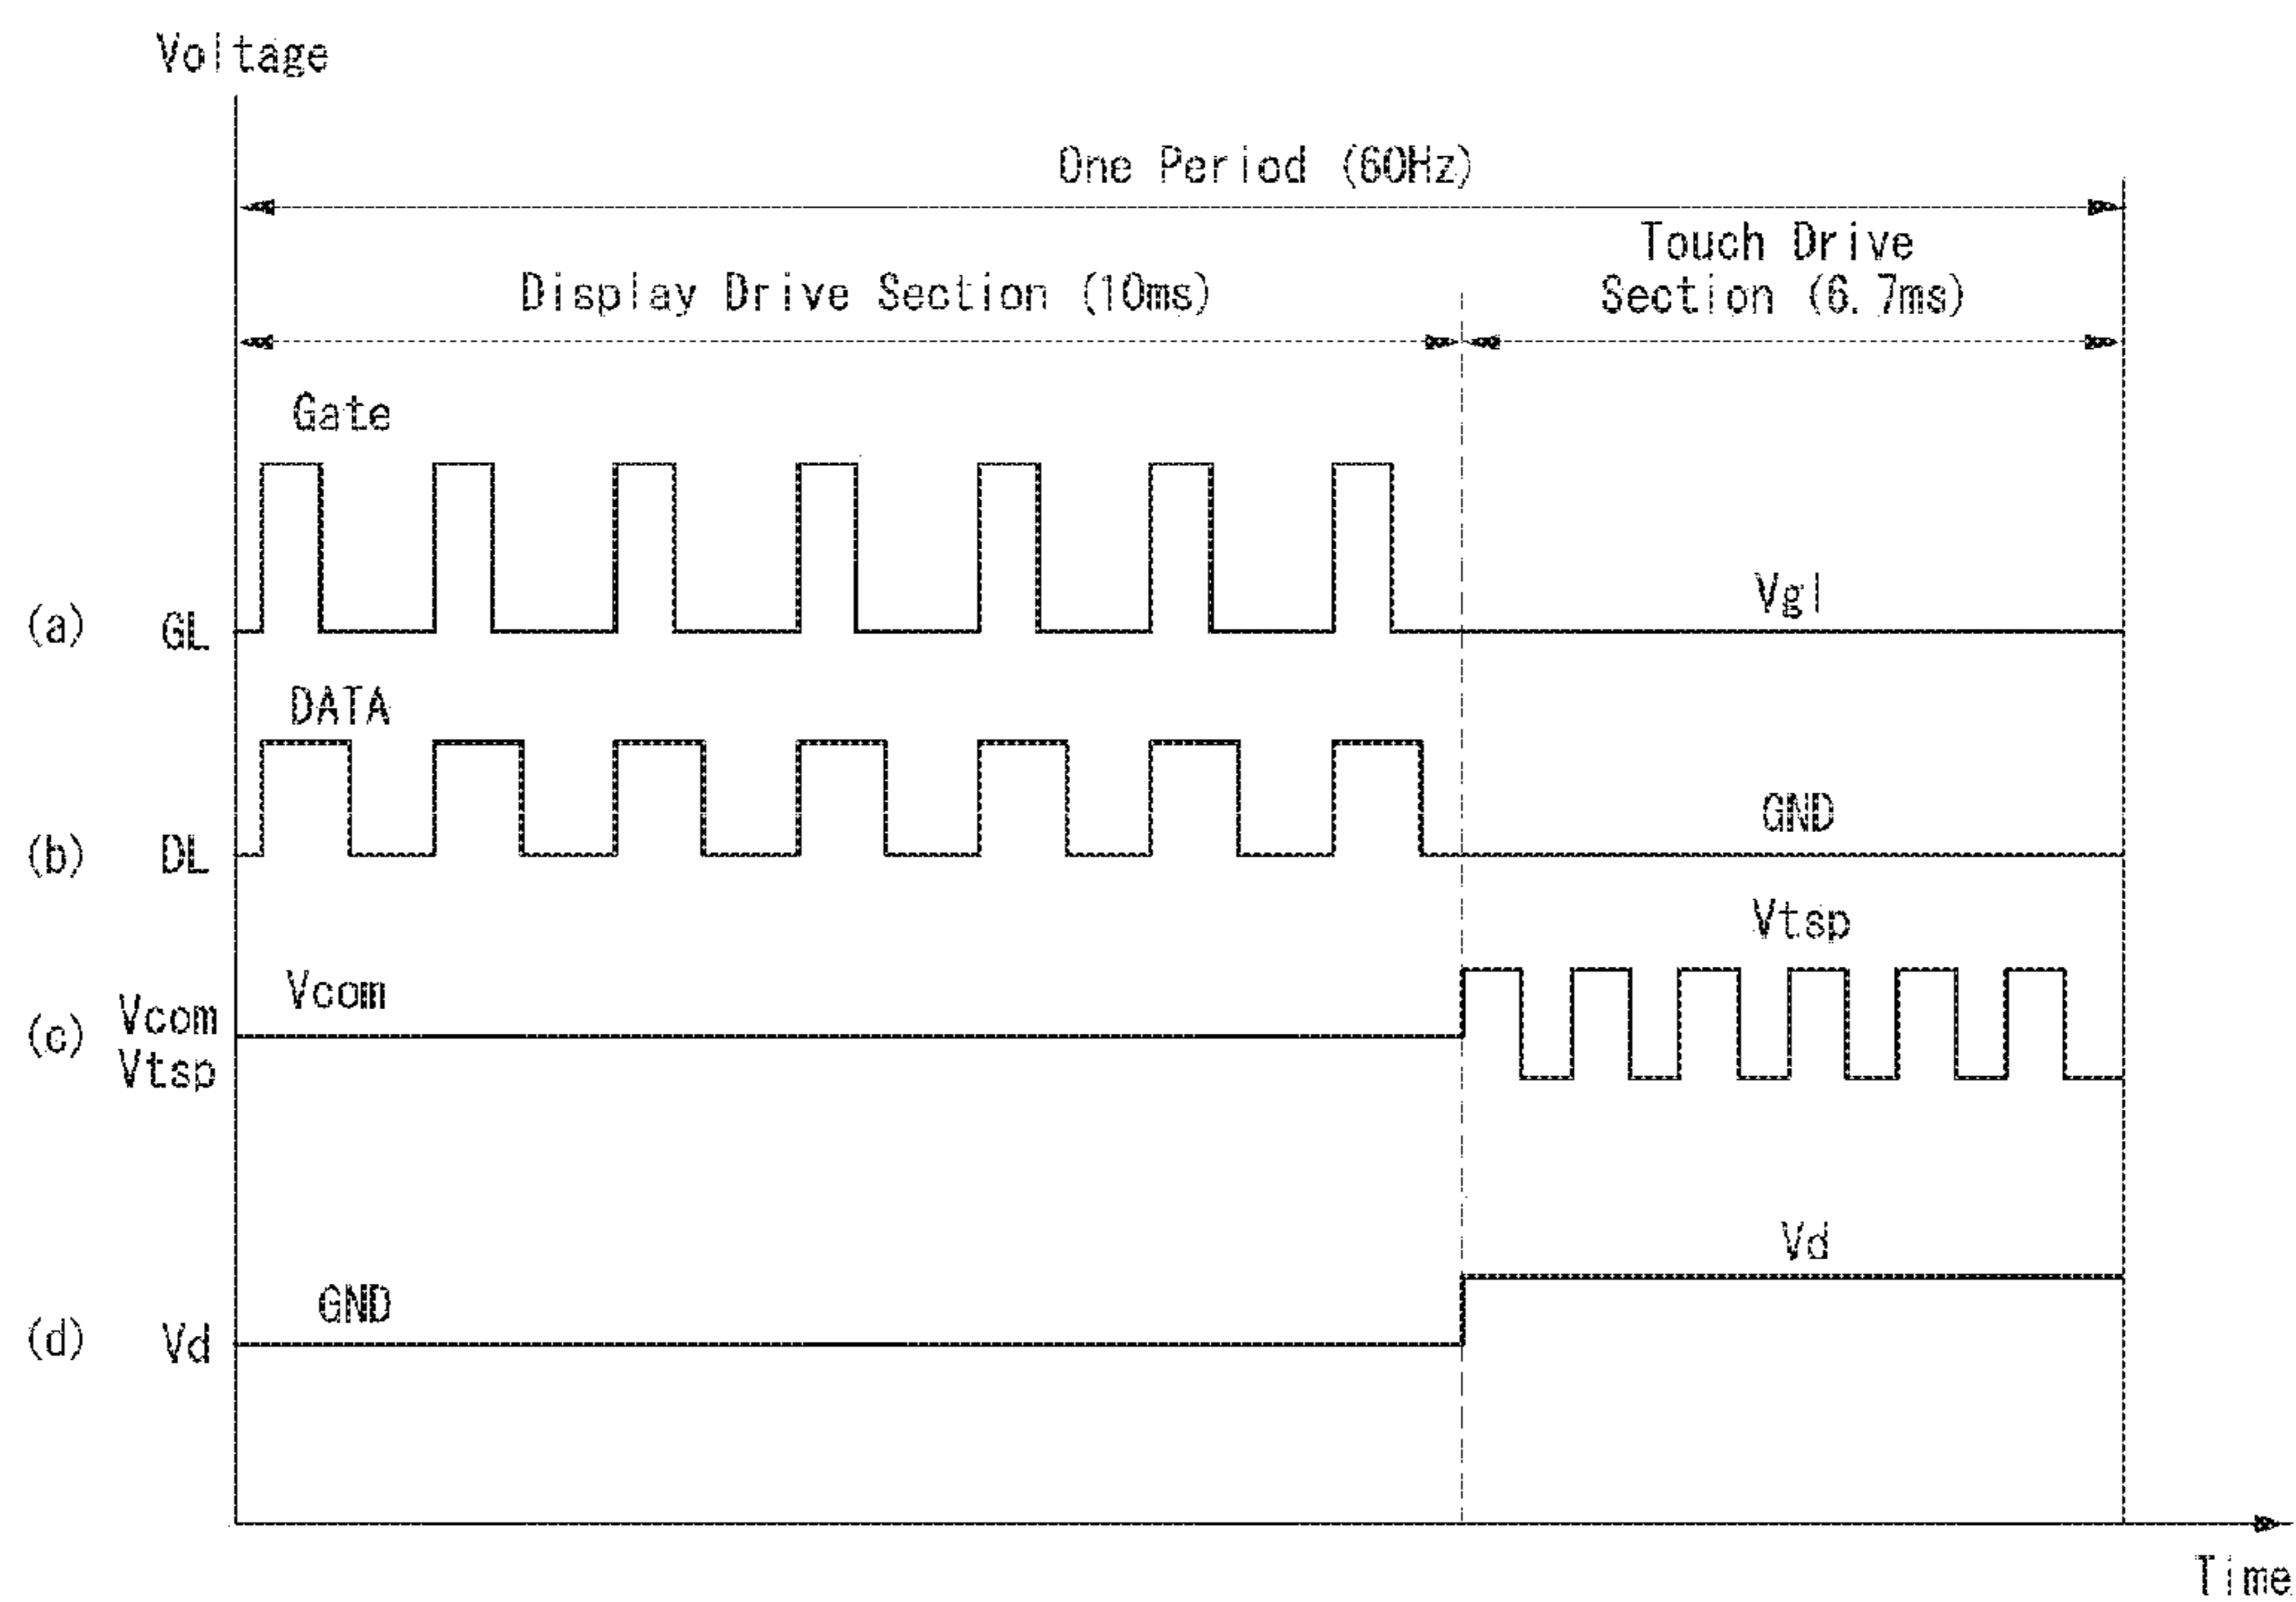 Voltage
One Period (60Hz)
Touch Drive
Section (6.7ms)
Display Drive Section (10ms)
Gate
Vgl
(a) GL
DATA
GND
(b) DL
Vtsp
Vcom
(c) Vcom
Vtsp
Vd
GND
(d) Vd
Time